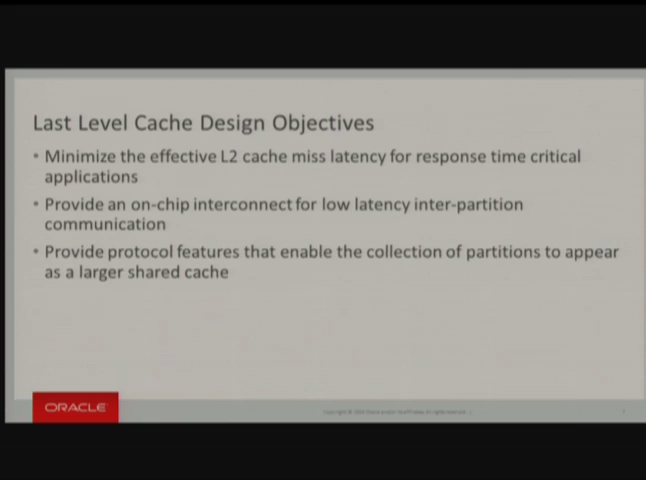 Last Level Cache Design Objectives
• Minimize the effective L2 cache miss latency for response time critical
applications
• Provide an on-chip interconnect for low latency inter-partition
communication
• Provide protocol features that enable the collection of partitions to appear
as a larger shared cache
ORACLE